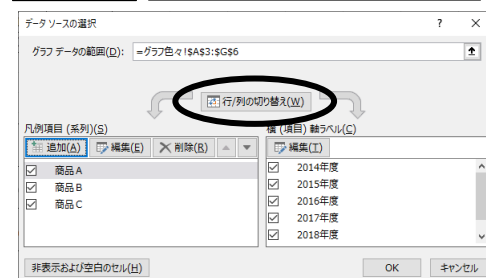 データ ソースの選択 ? ×
グラフ データの範囲(D): =グラフ色々!$A$3:$G$6
行/列の切り替え(W)
凡例項目 (系列)(S)
追加(A) 編集(E) 削除(R)
商品A
商品B
商品C
横 (項目) 軸ラベル(C)
編集(T)
2014年度
2015年度
2016年度
2017年度
2018年度
非表示および空白のセル(H)
OK キャンセル